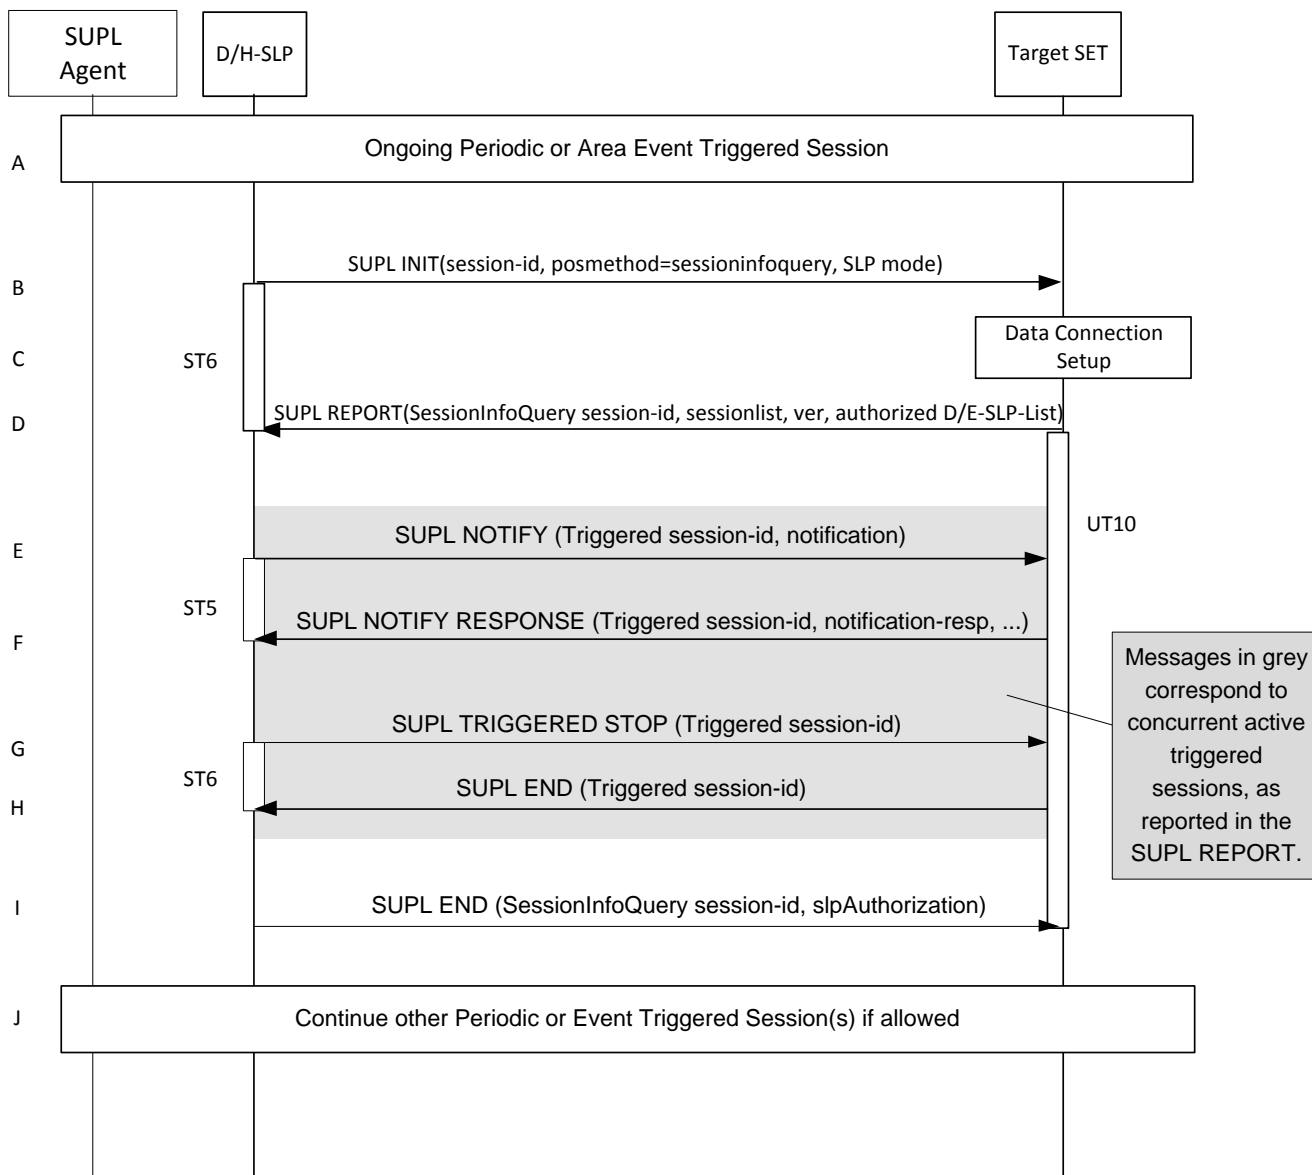 SUPL
Agent
D/H-SLP
Target SET
A
Ongoing Periodic or Area Event Triggered Session
SUPL INIT(session-id, posmethod=sessioninfoquery, SLP mode)
B
Data Connection
Setup
C
ST6
SUPL REPORT(SessionInfoQuery session-id, sessionlist, ver, authorized D/E-SLP-List)
D
UT10
SUPL NOTIFY (Triggered session-id, notification)
E
ST5
SUPL NOTIFY RESPONSE (Triggered session-id, notification-resp, ...)
F
Messages in grey
correspond to
concurrent active
triggered
sessions, as
reported in the
SUPL REPORT.
SUPL TRIGGERED STOP (Triggered session-id)
G
ST6
SUPL END (Triggered session-id)
H
SUPL END (SessionInfoQuery session-id, slpAuthorization)
I
J
Continue other Periodic or Event Triggered Session(s) if allowed